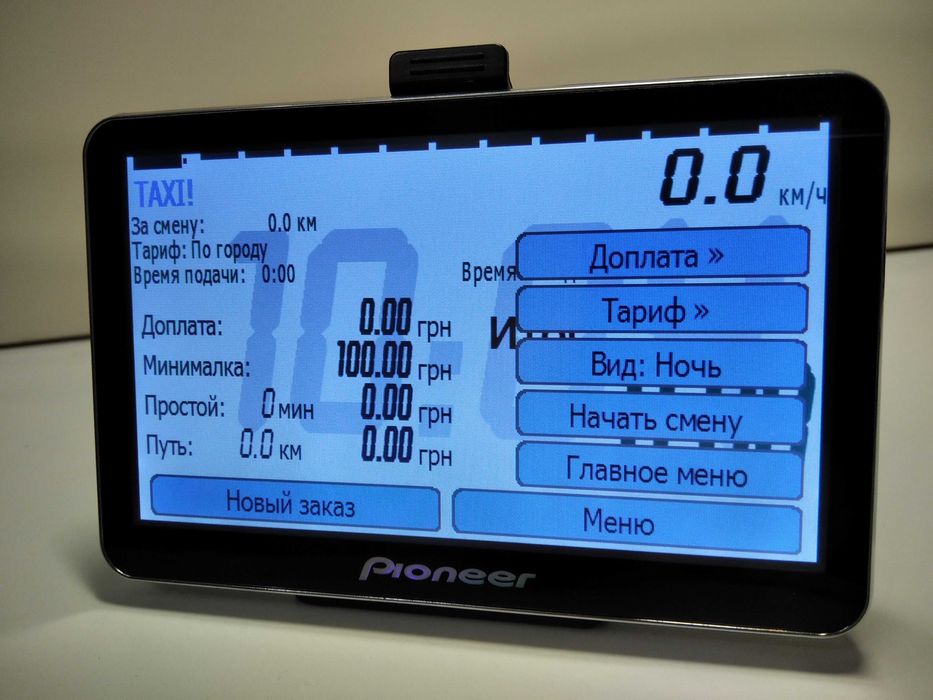 TAXI!
0.0 км/ч
За смену: 0.0 км
Тариф: По городу
Время подачи: 0:00
Время
Доплата: 0.00 грн
Минималка: 100.00 грн
Простой: 0 мин 0.00 грн
Путь: 0.0 км 0.00 грн
Доплата »
Тариф »
Вид: Ночь
Начать смену
Главное меню
Новый заказ
Меню
Pioneer